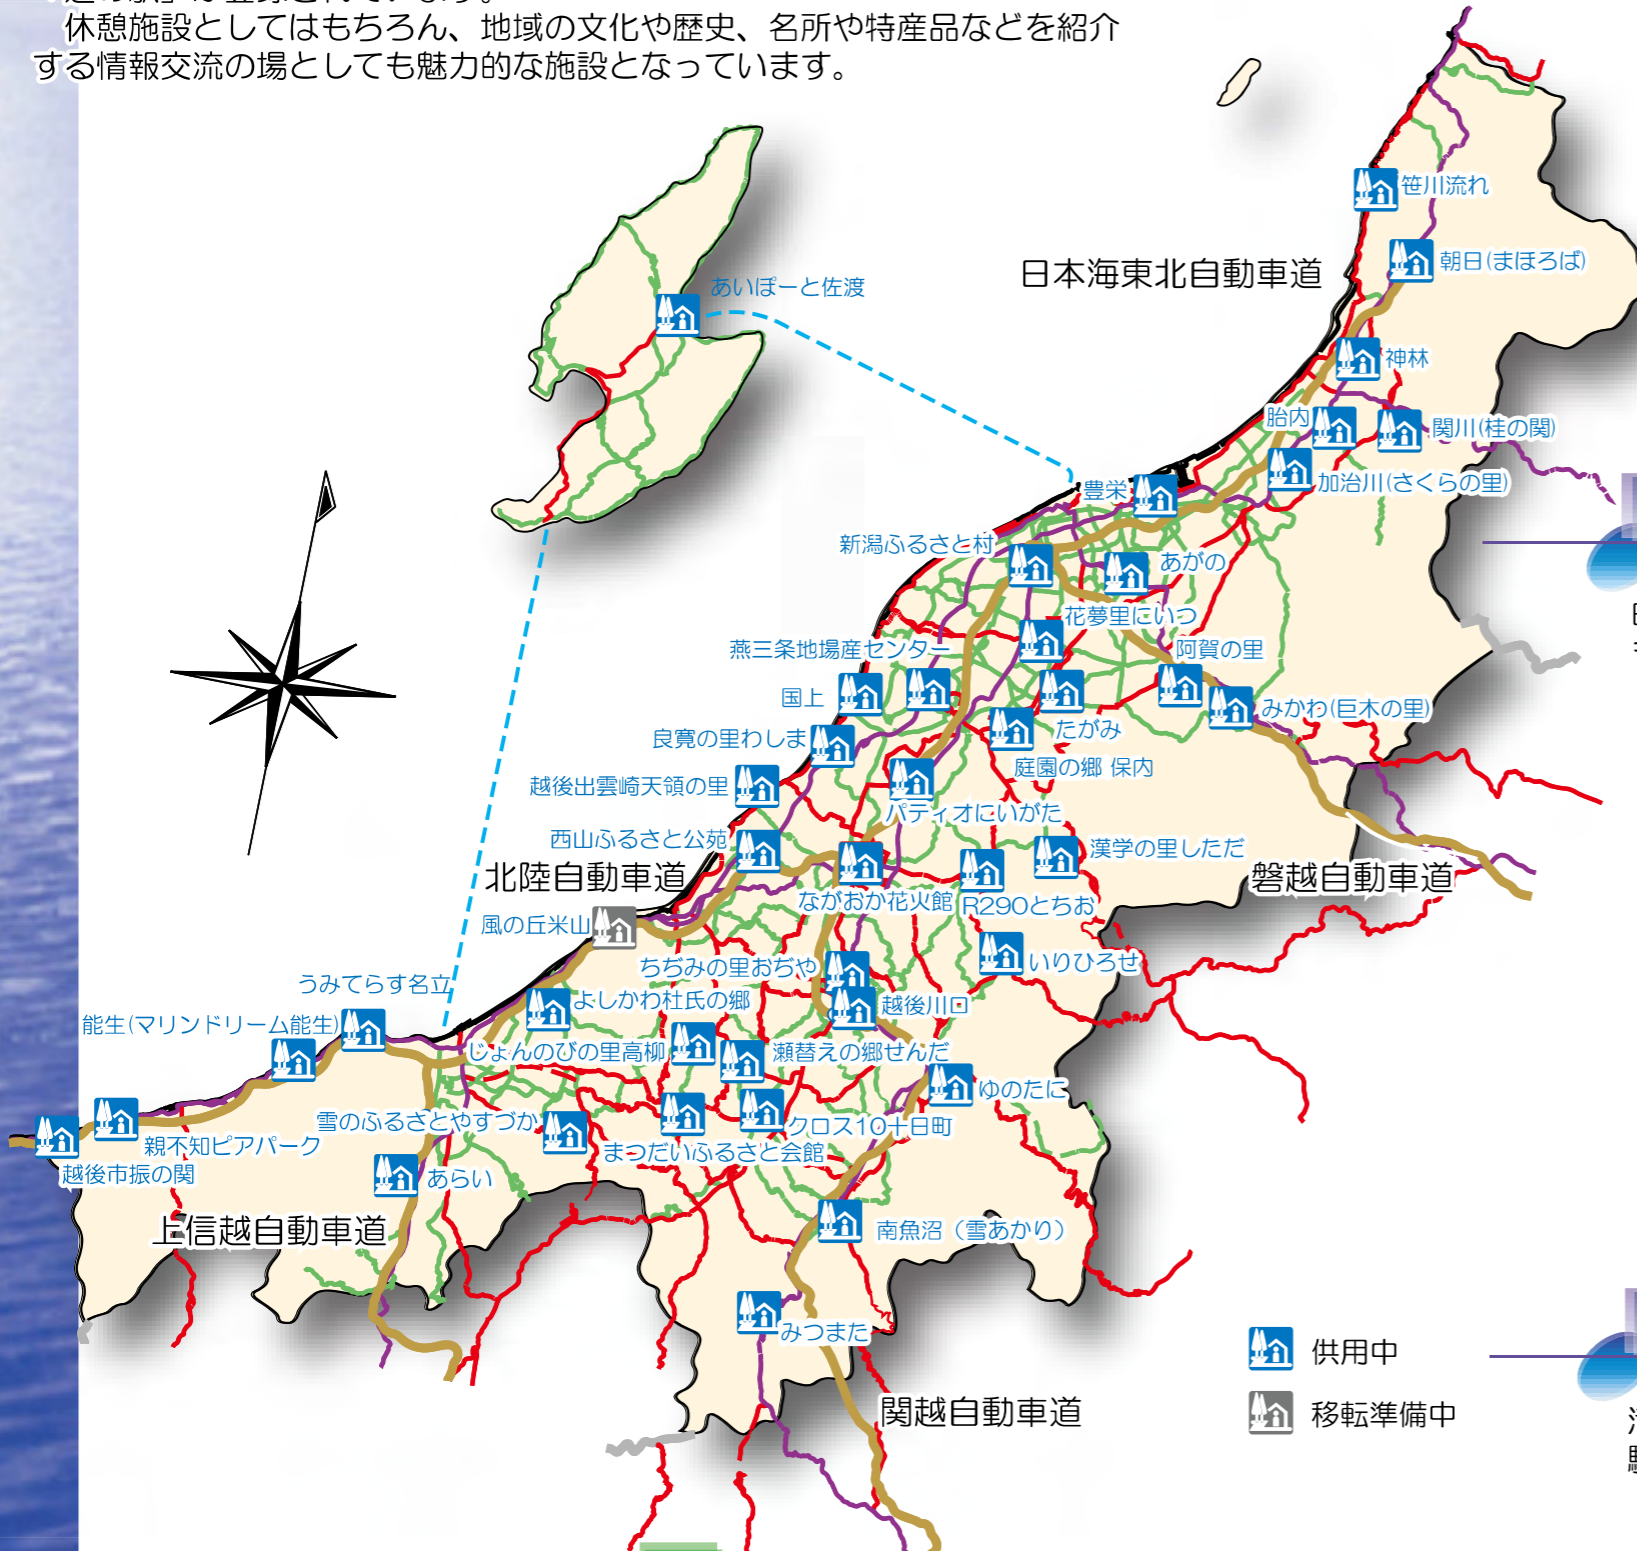 休憩施設としてはもちろん、地域の文化や歴史、名所や特産品などを紹介
する情報交流の場としても魅力的な施設となっています。
笹川流れ
日本海東北自動車道
朝日(まほろば)
あいぽーと佐渡
神林
胎内
関川(桂の関)
加治川(さくらの里)
豊栄
新潟ふるさと村
あがの
花夢里にいつ
燕三条地場産センター
阿賀の里
国上
みかわ(巨木の里)
たがみ
良寛の里わしま
庭園の郷 保内
越後出雲崎天領の里
パティオにいがた
西山ふるさと公苑
漢学の里しただ
北陸自動車道
磐越自動車道
ながおか花火館
R290とちお
風の丘米山
いりひろせ
ちぢみの里おぢや
うみてらす名立
よしかわ杜氏の郷
越後川口
能生(マリンドリーム能生)
じょんのびの里高柳
瀬替えの郷せんだ
ゆのたに
雪のふるさとやすづか
クロス10十日町
親不知ピアパーク
まつだいふるさと会館
越後市振の関
あらい
上信越自動車道
南魚沼（雪あかり）
みつまた
供用中
関越自動車道
移転準備中